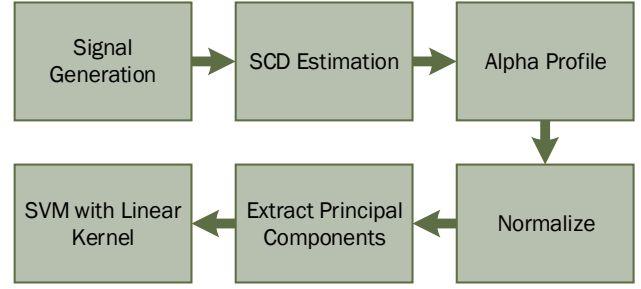 Signal
Generation
SCD Estimation
Alpha Profile
Normalize
Extract Principal
Components
SVM with Linear
Kernel